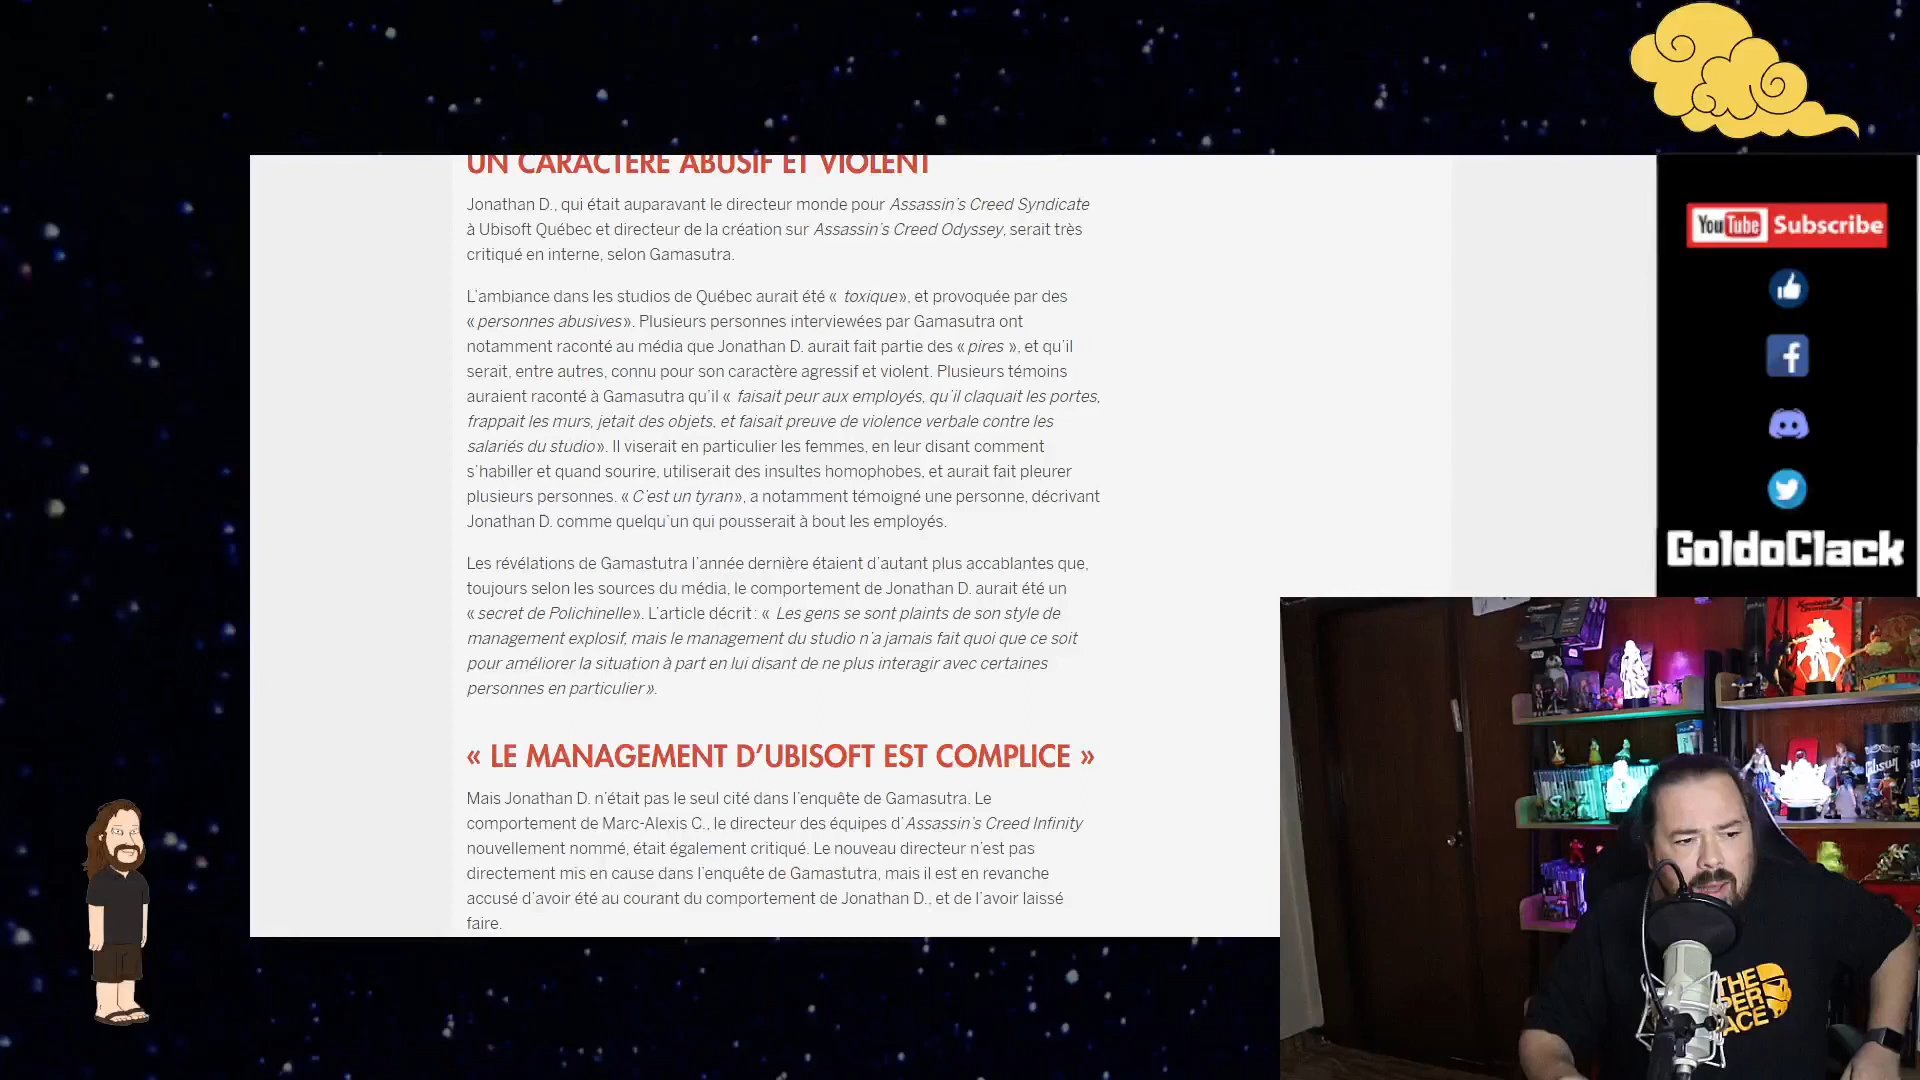 UN CARACTÈRE ABUSIF ET VIOLENT
Jonathan D., qui était auparavant le directeur monde pour Assassin's Creed Syndicate
à Ubisoft Québec et directeur de la création sur Assassin's Creed Odyssey, serait très
critiqué en interne, selon Gamasutra.
L'ambiance dans les studios de Québec aurait été « toxique », et provoquée par des
« personnes abusives ». Plusieurs personnes interviewées par Gamasutra ont
notamment raconté au média que Jonathan D. aurait fait partie des « pires », et qu'il
serait, entre autres, connu pour son caractère agressif et violent. Plusieurs témoins
auraient raconté à Gamasutra qu'il « faisait peur aux employés, qu'il claquait les portes,
frappait les murs, jetait des objets, et faisait preuve de violence verbale contre les
salariés du studio ». Il viserait en particulier les femmes, en leur disant comment
s'habiller et quand sourire, utiliserait des insultes homophobes, et aurait fait pleurer
plusieurs personnes. « C'est un tyran », a notamment témoigné une personne, décrivant
Jonathan D. comme quelqu'un qui pousserait à bout les employés.
Les révélations de Gamastutra l'année dernière étaient d'autant plus accablantes que,
toujours selon les sources du média, le comportement de Jonathan D. aurait été un
« secret de Polichinelle ». L'article décrit : « Les gens se sont plaints de son style de
management explosif, mais le management du studio n'a jamais fait quoi que ce soit
pour améliorer la situation à part en lui disant de ne plus interagir avec certaines
personnes en particulier ».
« LE MANAGEMENT D'UBISOFT EST COMPLICE »
Mais Jonathan D. n'était pas le seul cité dans l'enquête de Gamasutra. Le
comportement de Marc-Alexis C., le directeur des équipes d'Assassin's Creed Infinity
nouvellement nommé, était également critiqué. Le nouveau directeur n'est pas
directement mis en cause dans l'enquête de Gamastutra, mais il est en revanche
accusé d'avoir été au courant du comportement de Jonathan D., et de l'avoir laissé
faire.
YouTube Subscribe
GoldoClack
Gibson
THE